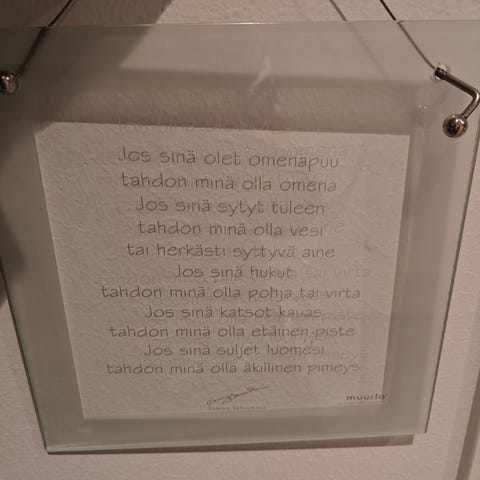 Jos sinä olet omenapuu
tahdon minä olla omena
Jos sinä sytyt tuleen
tahdon minä olla vesi
tai herkästi syttyvä aine
Jos sinä hukut
tahdon minä olla pohja tai virta
Jos sinä katsot kauas
tahdon minä olla etäinen piste
Jos sinä suljet luomesi
tahdon minä olla äkillinen pimeys
muurla